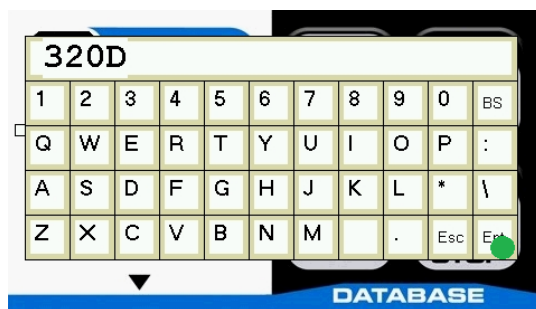 320D
1 2 3 4 5 6 7 8 9 0 BS
Q W E R T Y U I O P :
A S D F G H J K L * \
Z X C V B N M . Esc
DATABASE